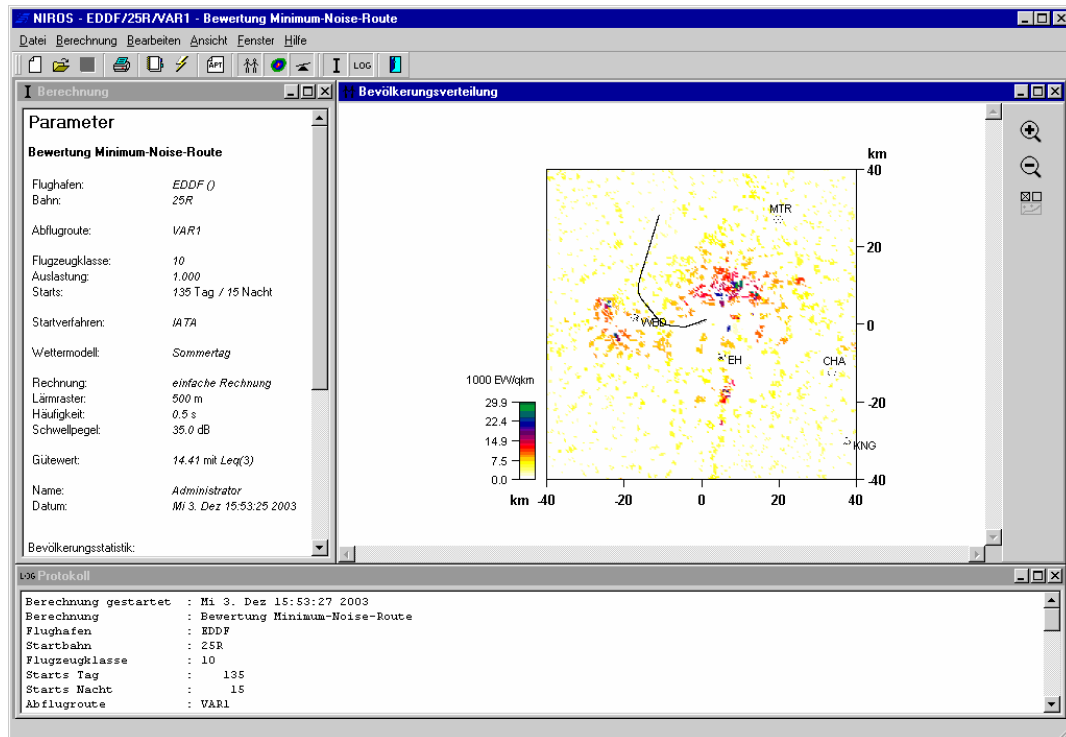 NIROS - EDDF/25R/VAR1 - Bewertung Minimum-Noise-Route
Datei Berechnung Bearbeiten Ansicht Fenster Hilfe
APT
LOG
Berechnung
Parameter
Bewertung Minimum-Noise-Route
Flughafen: EDDF ()
Bahn: 25R
Abflugroute: VAR1
Flugzeugklasse: 10
Auslastung: 1.000
Starts: 135 Tag / 15 Nacht
Startverfahren: IATA
Wettermodell: Sommertag
Rechnung: einfache Rechnung
Lärmraster: 500 m
Häufigkeit: 0.5 s
Schwellpegel: 35.0 dB
Gütewert: 14.41 mit Leq(3)
Name: Administrator
Datum: Mi 3. Dez 15:53:25 2003
Bevölkerungsstatistik:
Bevölkerungsverteilung
km
40
MTR
20
WBD
0
EH
CHA
1000 EW/qkm
29.9
22.4
14.9
7.5
0.0
-20
KNG
-40
km -40 -20 0 20 40
LOG Protokoll
Berechnung gestartet : Mi 3. Dez 15:53:27 2003
Berechnung : Bewertung Minimum-Noise-Route
Flughafen : EDDF
Startbahn : 25R
Flugzeugklasse : 10
Starts Tag : 135
Starts Nacht : 15
Abflugroute : VAR1